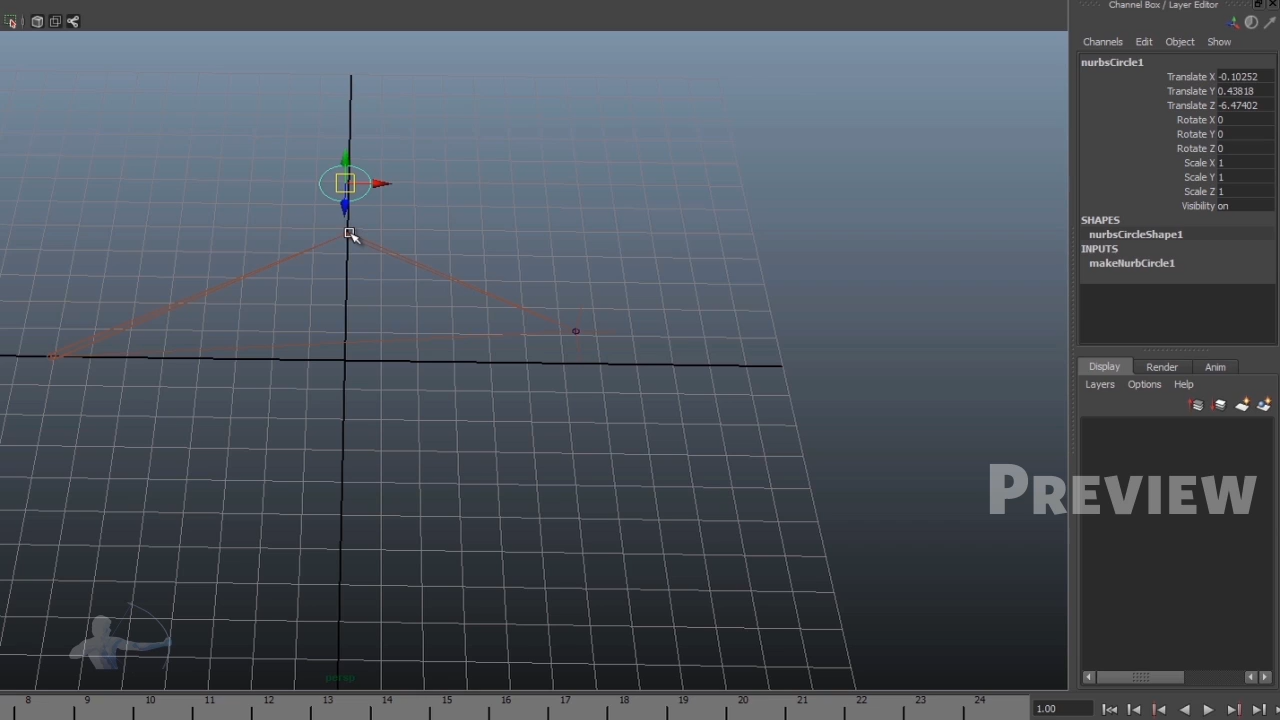 Channel Box / Layer Editor
Channels Edit Object Show
nurbsCircle1
Translate X -0.10252
Translate Y 0.43818
Translate Z -6.47402
Rotate X 0
Rotate Y 0
Rotate Z 0
Scale X 1
Scale Y 1
Scale Z 1
Visibility on
SHAPES
nurbsCircleShape1
INPUTS
makeNurbCircle1
Display Render Anim
Layers Options Help
PREVIEW
persp
8 9 10 11 12 13 14 15 16 17 18 19 20 21 22 23 24
1.00